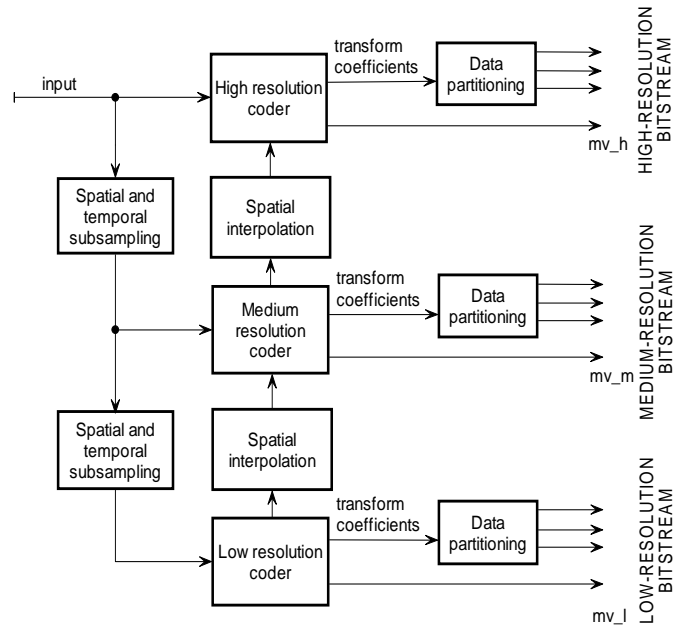 input
High resolution
coder
transform
coefficients
Data
partitioning
mv_h
HIGH-RESOLUTION
BITSTREAM
Spatial and
temporal
subsampling
Spatial
interpolation
Medium
resolution
coder
transform
coefficients
Data
partitioning
mv_m
MEDIUM-RESOLUTION
BITSTREAM
Spatial and
temporal
subsampling
Spatial
interpolation
Low resolution
coder
transform
coefficients
Data
partitioning
mv_l
LOW-RESOLUTION
BITSTREAM